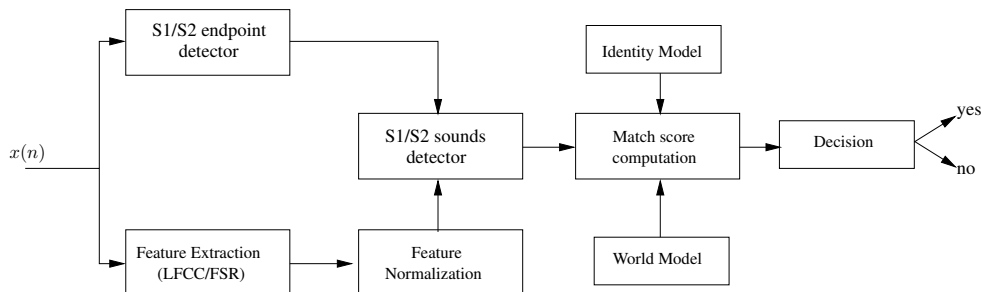 S1/S2 endpoint
detector
Identity Model
x(n)
S1/S2 sounds
detector
Match score
computation
Decision
yes
no
Feature Extraction
(LFCC/FSR)
Feature
Normalization
World Model